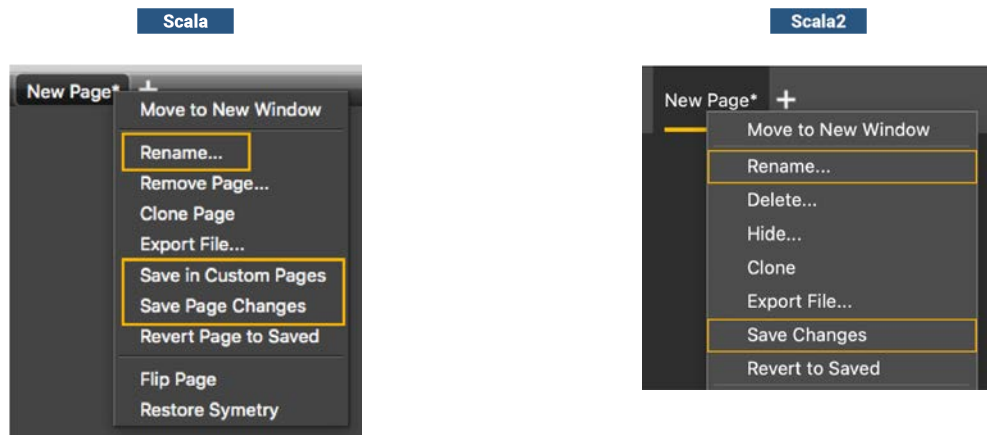 Scala
New Page*
Move to New Window
Rename...
Remove Page...
Clone Page
Export File...
Save in Custom Pages
Save Page Changes
Revert Page to Saved
Flip Page
Restore Symetry
Scala2
New Page* +
Move to New Window
Rename...
Delete...
Hide...
Clone
Export File...
Save Changes
Revert to Saved